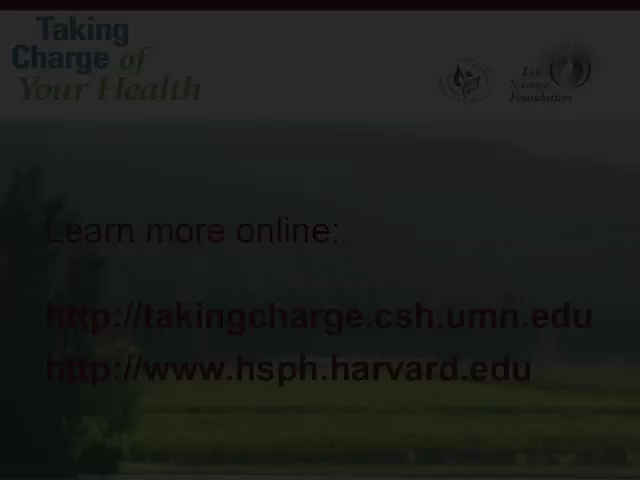 Taking
Charge of
Your Health
Life
Science
Foundation
Learn more online:
http://takingcharge.csh.umn.edu
http://www.hsph.harvard.edu